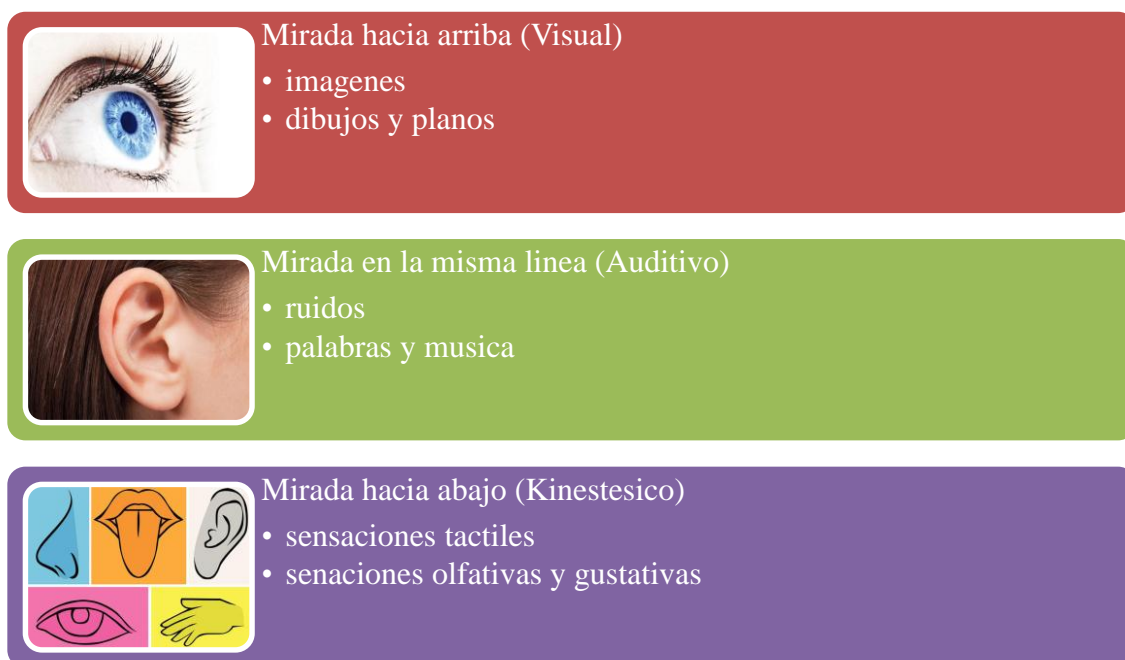 Mirada hacia arriba (Visual)
• imagenes
• dibujos y planos
Mirada en la misma linea (Auditivo)
• ruidos
• palabras y musica
Mirada hacia abajo (Kinestesico)
• sensaciones tactiles
• senaciones olfativas y gustativas